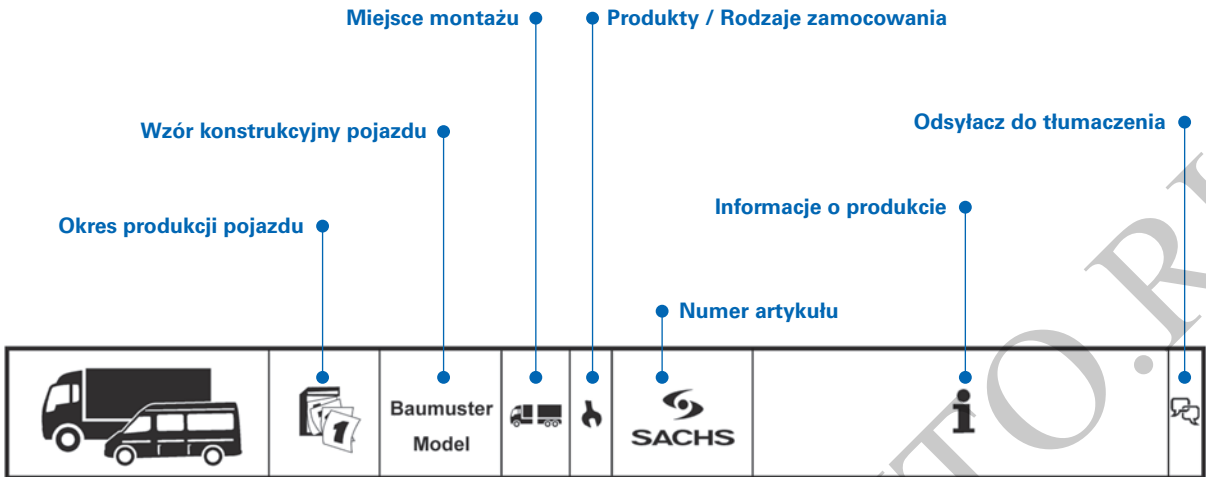 Miejsce montażu
Produkty / Rodzaje zamocowania
Wzór konstrukcyjny pojazdu
Odsyłacz do tłumaczenia
Okres produkcji pojazdu
Informacje o produkcie
Numer artykułu
1
Baumuster
Model
SACHS
i